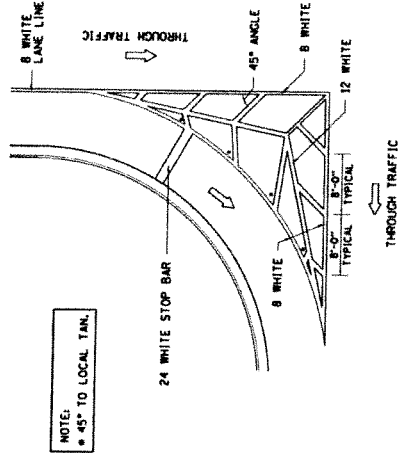 8 WHITE
LANE LINE
THROUGH TRAFFIC
45° ANGLE
8 WHITE
12 WHITE
8'-0"
TYPICAL
8'-0"
TYPICAL
THROUGH TRAFFIC
8 WHITE
24 WHITE STOP BAR
NOTE:
* 45° TO LOCAL TAN.